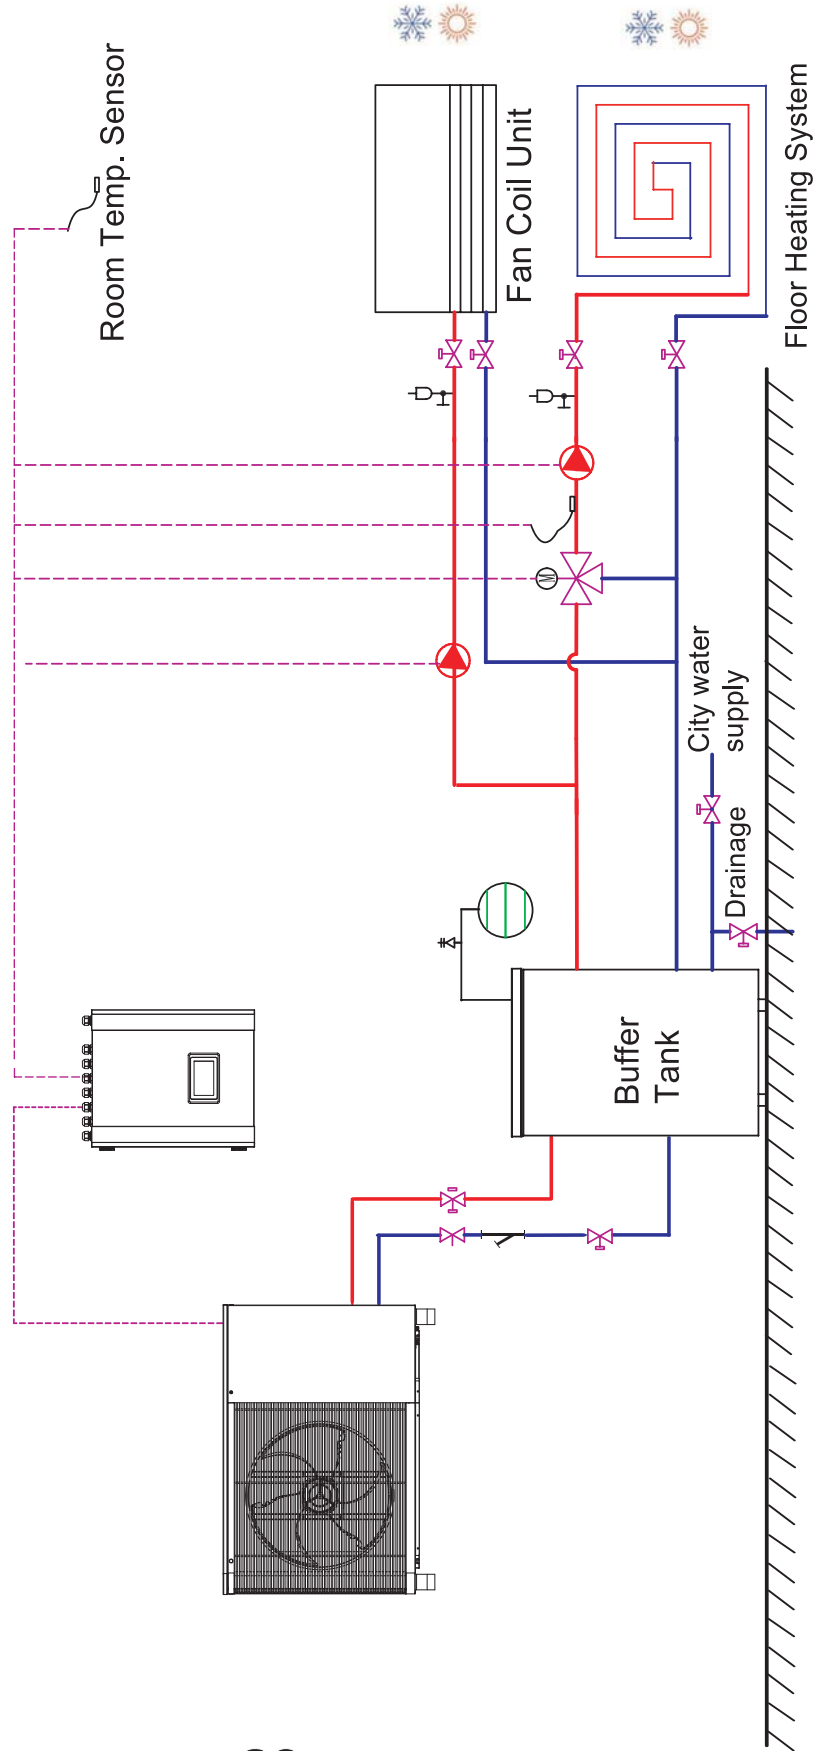 Room Temp. Sensor
Fan Coil Unit
Floor Heating System
City water
supply
Drainage
Buffer
Tank
M